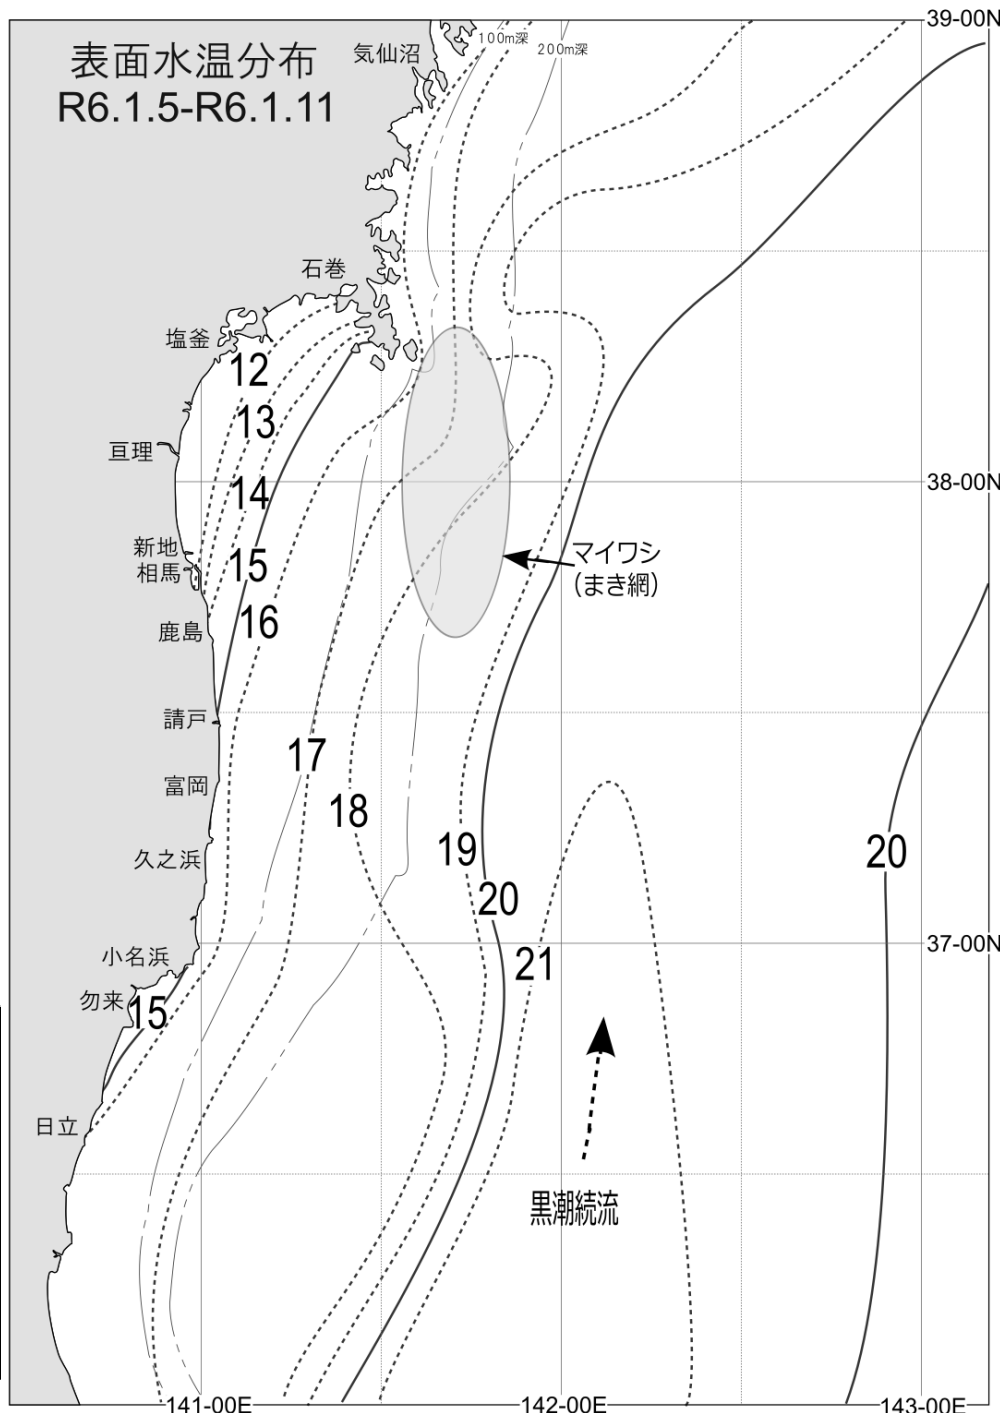 表面水温分布
R6.1.5-R6.1.11
気仙沼
100m深
200m深
39-00N
石巻
塩釜
12
13
亘理
14
38-00N
新地
相馬
15
マイワシ
(まき網)
16
鹿島
請戸
17
富岡
18
久之浜
19
20
20
37-00N
小名浜
21
勿来
15
日立
黒潮続流
141-00E
142-00E
143-00E